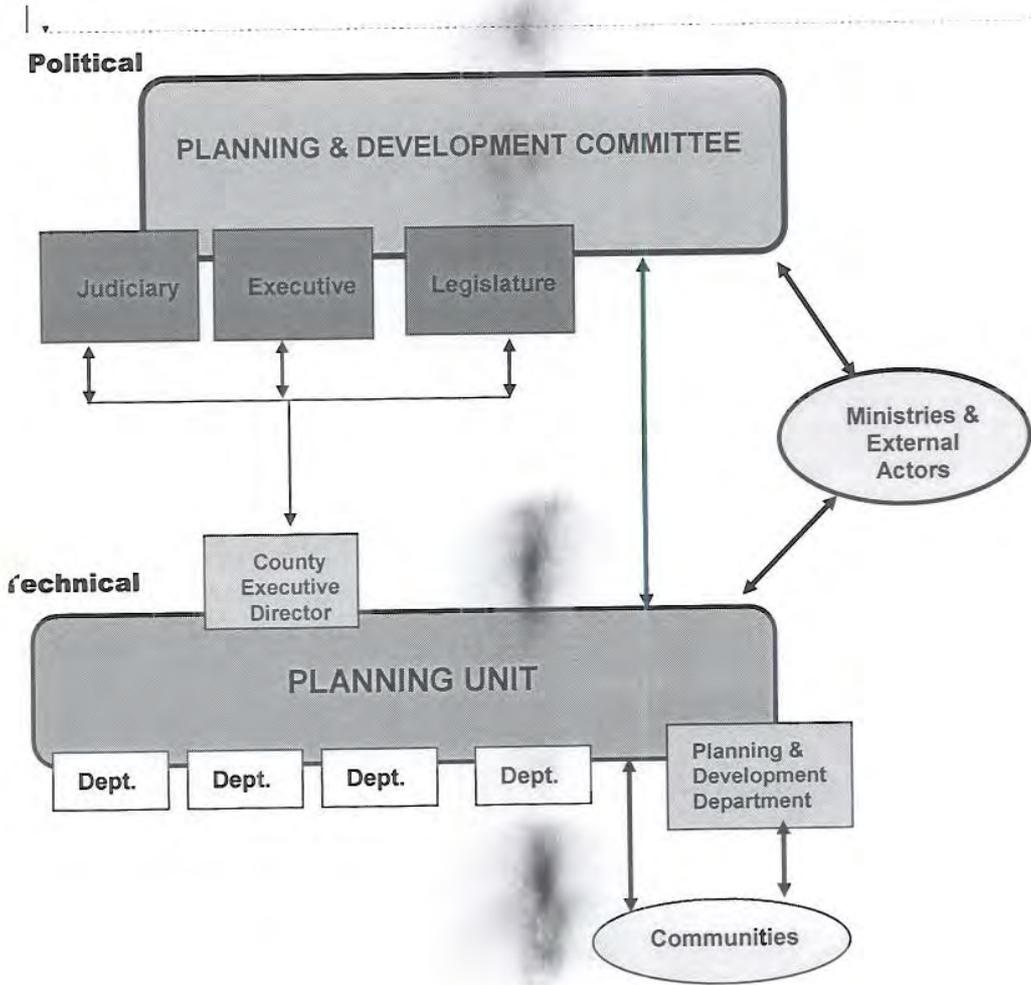 Political
PLANNING & DEVELOPMENT COMMITTEE
Judiciary
Executive
Legislature
Ministries &
External
Actors
County
Executive
Director
Technical
PLANNING UNIT
Dept.
Dept.
Dept.
Dept.
Planning &
Development
Department
Communities